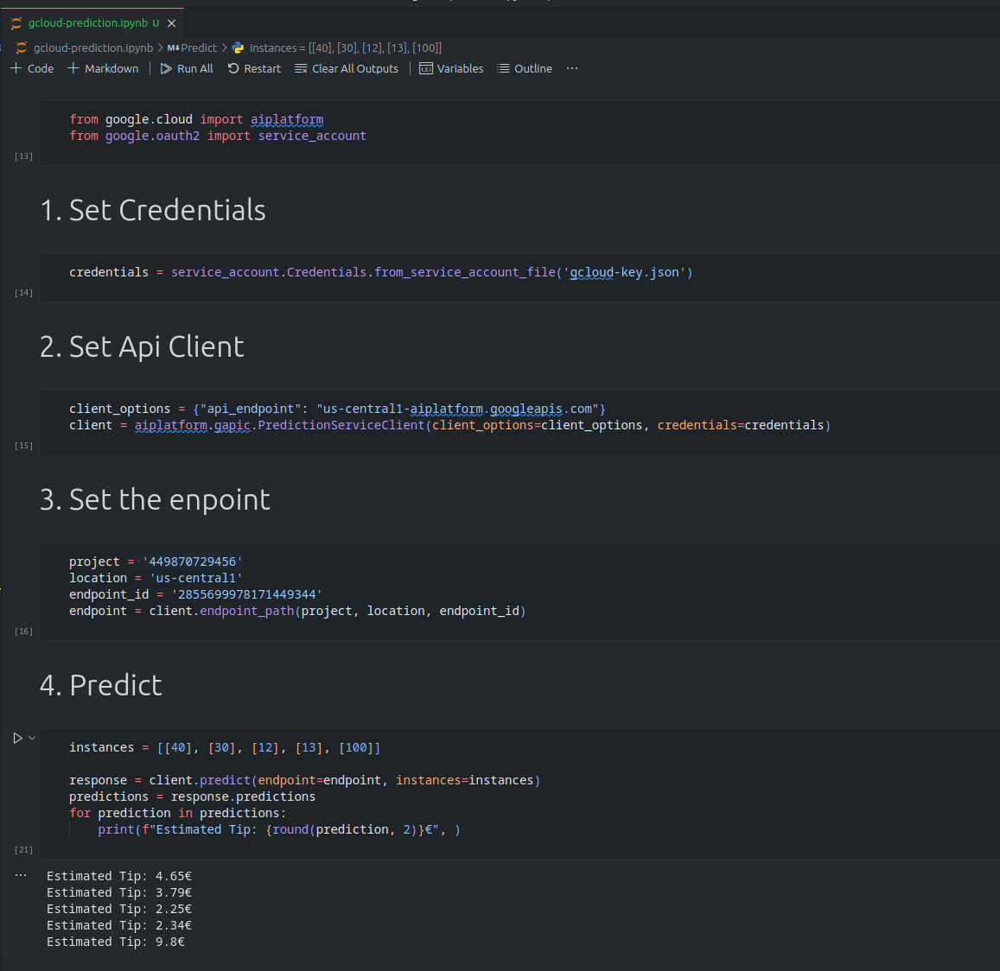 gcloud-prediction.ipynb U
gcloud-prediction.ipynb > M Predict > instances = [[40], [30], [12], [13], [100]]
+ Code + Markdown | Run All Restart Clear All Outputs | Variables Outline ...
from google.cloud import aiplatform
from google.oauth2 import service_account
[13]
1. Set Credentials
credentials = service_account.Credentials.from_service_account_file('gcloud-key.json')
[14]
2. Set Api Client
client_options = {"api_endpoint": "us-central1-aiplatform.googleapis.com"}
client = aiplatform.gapic.PredictionServiceClient(client_options=client_options, credentials=credentials)
[15]
3. Set the enpoint
project = '449870729456'
location = 'us-central1'
endpoint_id = '2855699978171449344'
endpoint = client.endpoint_path(project, location, endpoint_id)
[16]
4. Predict
instances = [[40], [30], [12], [13], [100]]
response = client.predict(endpoint=endpoint, instances=instances)
predictions = response.predictions
for prediction in predictions:
print(f"Estimated Tip: {round(prediction, 2)}€", )
[21]
... Estimated Tip: 4.65€
Estimated Tip: 3.79€
Estimated Tip: 2.25€
Estimated Tip: 2.34€
Estimated Tip: 9.8€